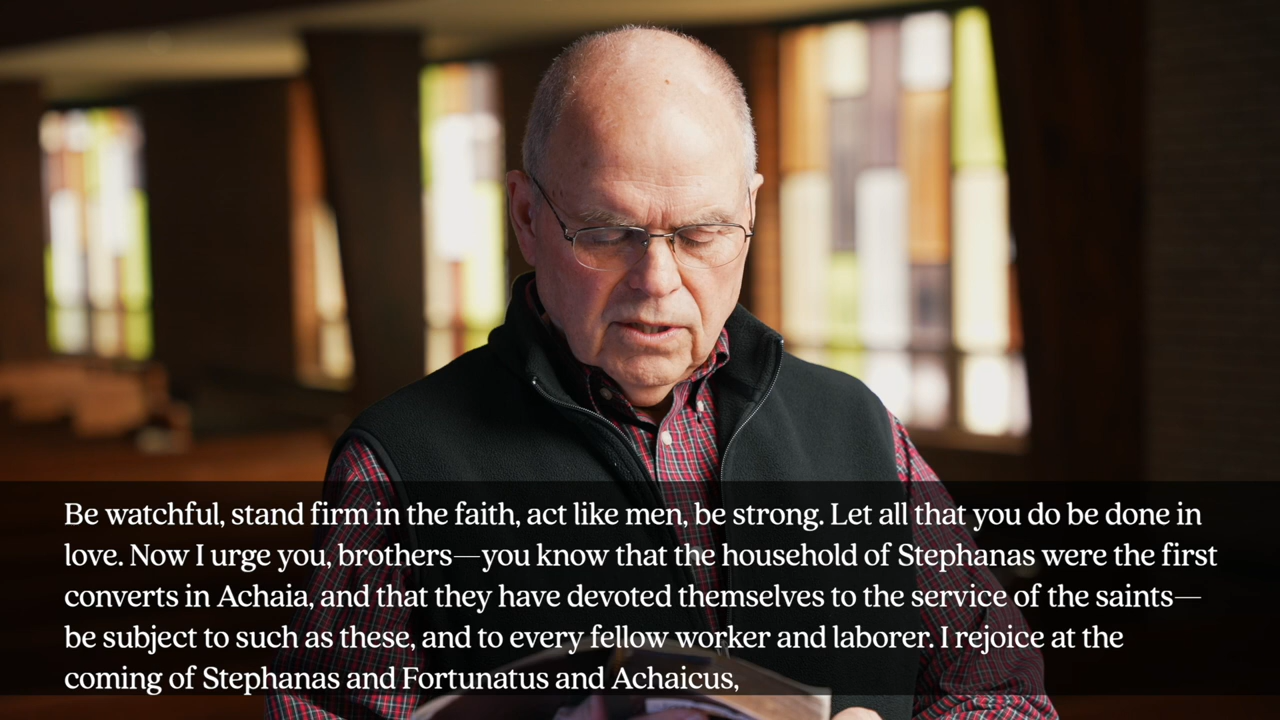 Be watchful, stand firm in the faith, act like men, be strong. Let all that you do be done in
love. Now I urge you, brothers—you know that the household of Stephanas were the first
converts in Achaia, and that they have devoted themselves to the service of the saints—
be subject to such as these, and to every fellow worker and laborer. I rejoice at the
coming of Stephanas and Fortunatus and Achaicus,